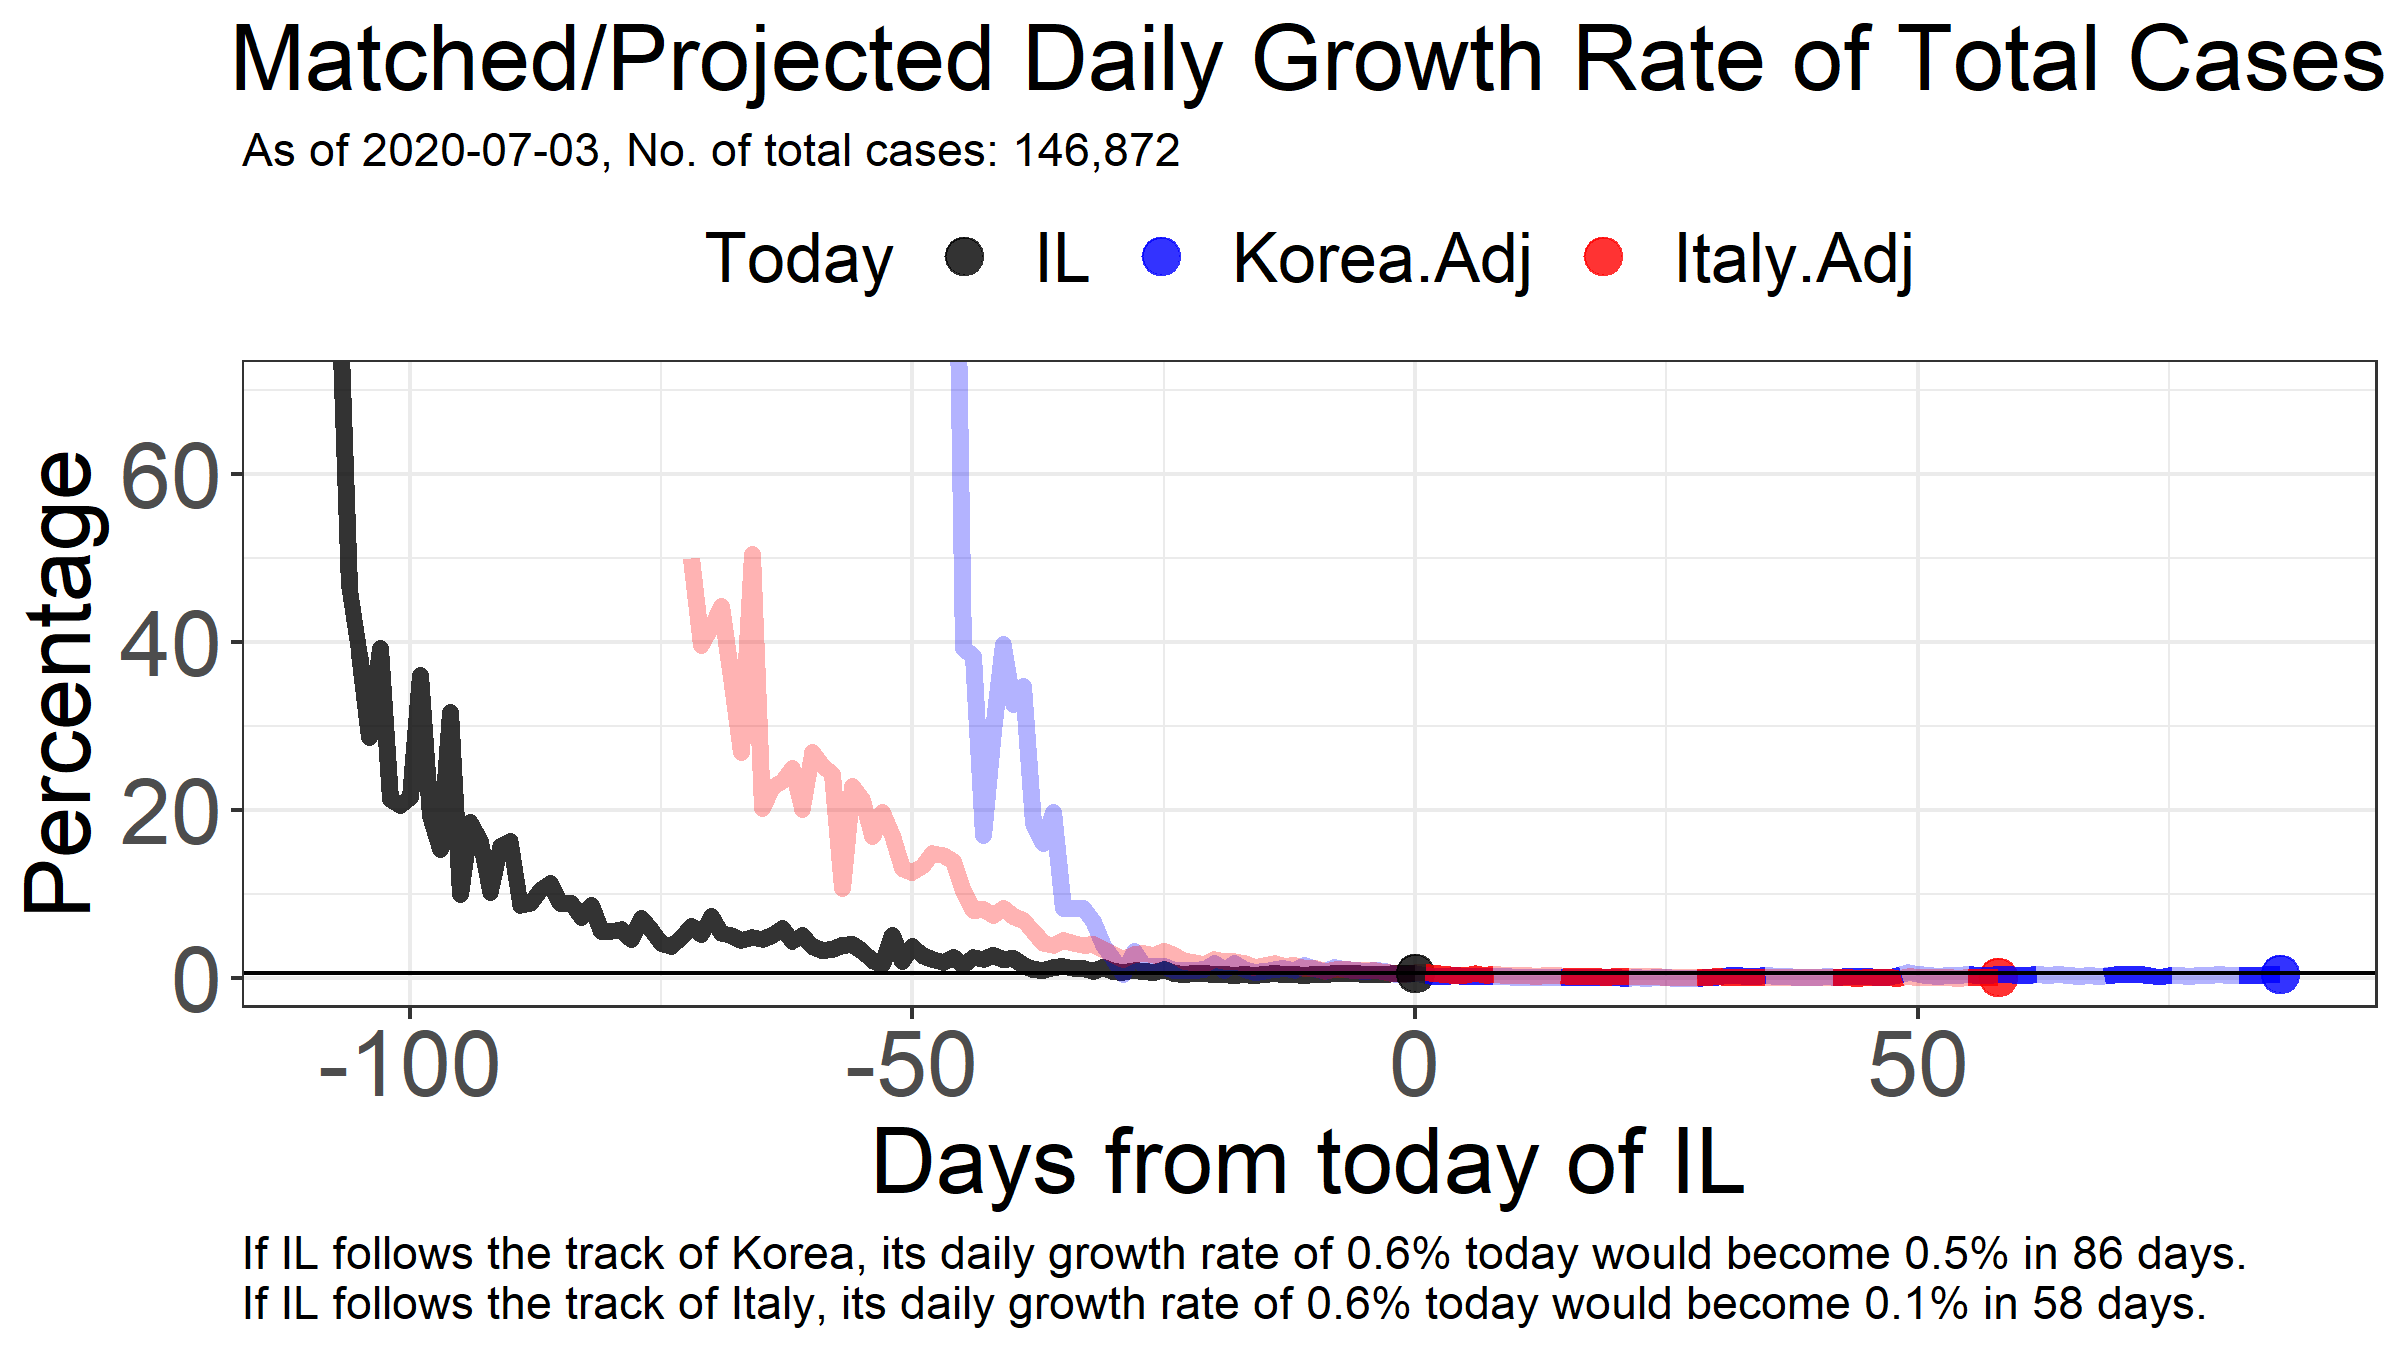 Matched/Projected Daily Growth Rate of Total Cases
As of 2020-07-03, No. of total cases: 146,872
Today IL Korea.Adj Italy.Adj
Percentage
60
40
20
0
-100 -50 0 50
Days from today of IL
If IL follows the track of Korea, its daily growth rate of 0.6% today would become 0.5% in 86 days.
If IL follows the track of Italy, its daily growth rate of 0.6% today would become 0.1% in 58 days.